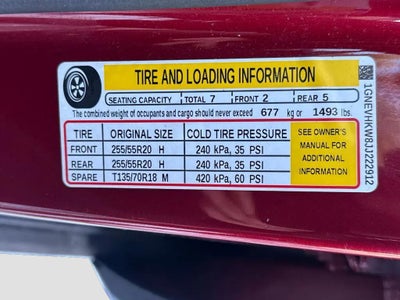 TIRE AND LOADING INFORMATION
SEATING CAPACITY TOTAL 7 FRONT 2 REAR 5
The combined weight of occupants and cargo should never exceed 677 kg or 1493 lbs.
TIRE ORIGINAL SIZE COLD TIRE PRESSURE
FRONT 255/55R20 H 240 kPa, 35 PSI
REAR 255/55R20 H 240 kPa, 35 PSI
SPARE T135/70R18 M 420 kPa, 60 PSI
SEE OWNER'S
MANUAL FOR
ADDITIONAL
INFORMATION
1GNEVHKW8JJ222912